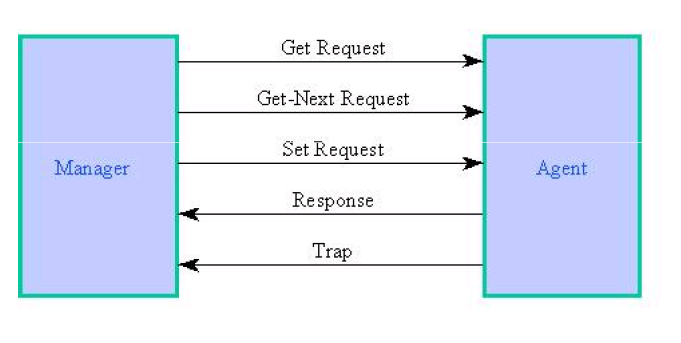 Get Request
Get-Next Request
Set Request
Manager
Agent
Response
Trap